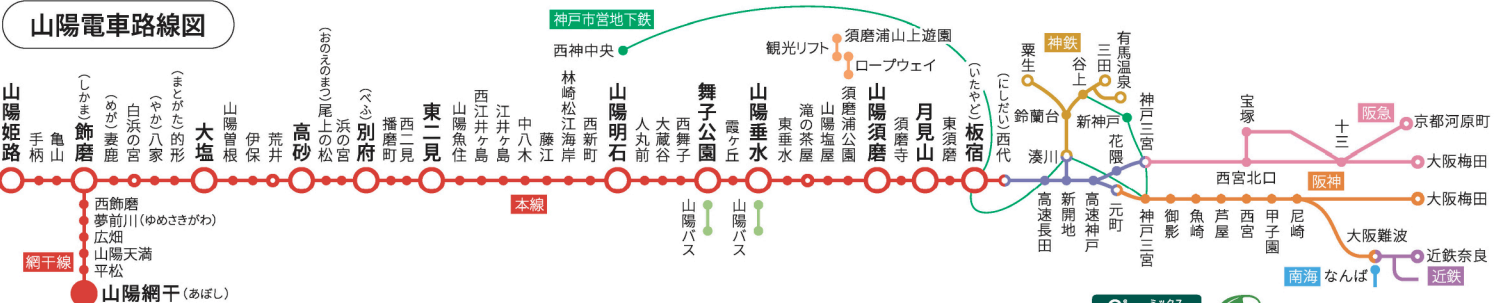 山陽電車路線図
神戸市営地下鉄
西神中央
観光リフト
須磨浦山上遊園
ロープウェイ
山陽姫路
手柄
亀山
(しかま)飾磨
(めが)妻鹿
白浜の宮
(やか)八家
(まとがた)的形
大塩
山陽曽根
伊保
荒井
高砂
(おのえのまつ)尾上の松
浜の宮
(べふ)別府
播磨町
西二見
東二見
山陽魚住
西江井ヶ島
江井ヶ島
中八木
藤江
林崎松江海岸
西新町
山陽明石
人丸前
大蔵谷
西舞子
舞子公園
霞ヶ丘
山陽垂水
東垂水
滝の茶屋
山陽塩屋
須磨浦公園
山陽須磨
須磨寺
月見山
東須磨
(いたやど)板宿
(にしだい)西代
本線
山陽バス
山陽バス
西飾磨
夢前川(ゆめさきがわ)
広畑
山陽天満
平松
山陽網干(あぼし)
網干線
神鉄
粟生
谷上
三田
有馬温泉
鈴蘭台
新神戸
神戸三宮
湊川
花隈
高速長田
新開地
高速神戸
元町
神戸三宮
御影
魚崎
芦屋
西宮
甲子園
尼崎
宝塚
西宮北口
十三
阪急
京都河原町
大阪梅田
阪神
大阪梅田
大阪難波
近鉄奈良
南海
なんば
近鉄
ミックス